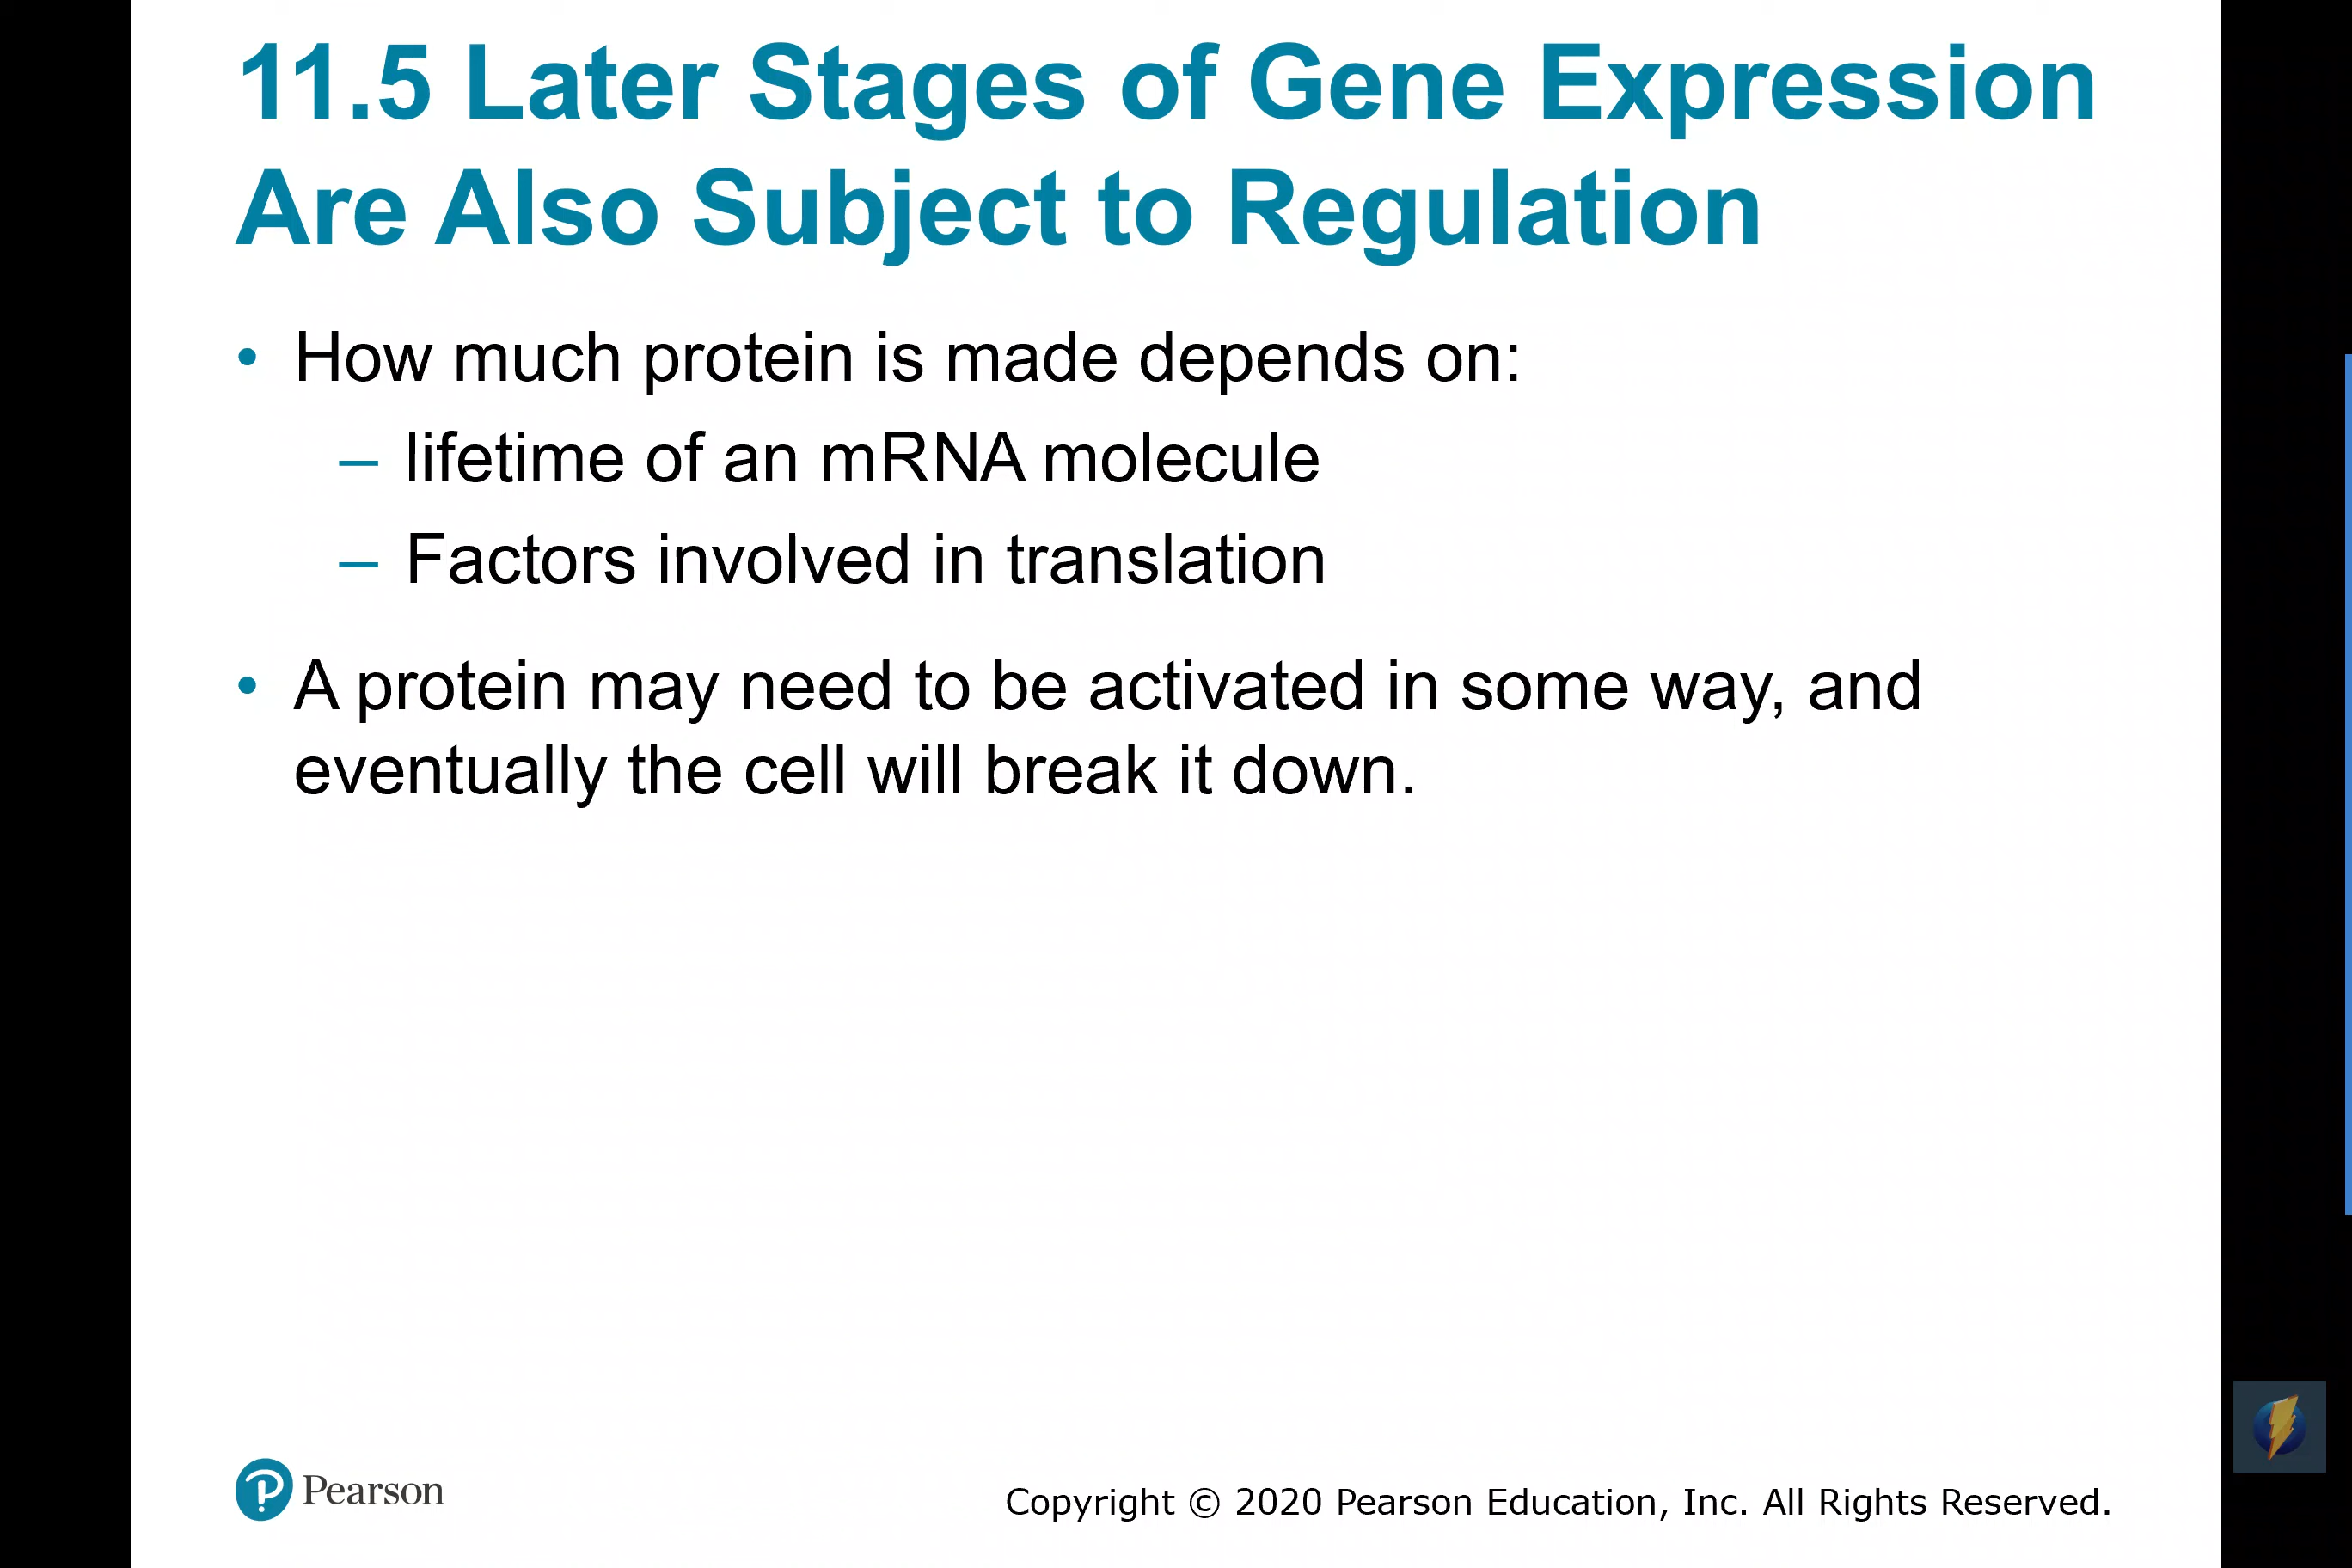 11.5 Later Stages of Gene Expression
Are Also Subject to Regulation
• How much protein is made depends on:
– lifetime of an mRNA molecule
– Factors involved in translation
• A protein may need to be activated in some way, and
eventually the cell will break it down.
Pearson
Copyright © 2020 Pearson Education, Inc. All Rights Reserved.